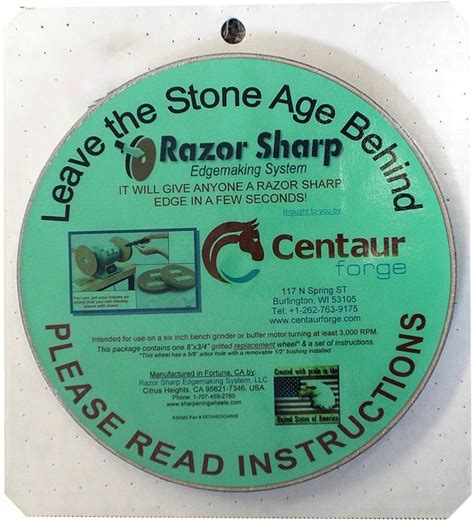 Leave the Stone Age Behind
Razor Sharp
Edgemaking System
IT WILL GIVE ANYONE A RAZOR SHARP
EDGE IN A FEW SECONDS!
Brought to you by
Centaur
forge
117 N Spring ST
Burlington, WI 53105
Tel: +1-262-763-9175
www.centaurforge.com
Intended for use on a six inch bench grinder or buffer motor turning at least 3,000 RPM.
This package contains one 8"x3/4" gritted replacement wheel* & a set of instructions.
*This wheel has a 5/8" arbor hole with a removable 1/2" bushing installed
Manufactured in Fortuna, CA by:
Razor Sharp Edgemaking System, LLC
Citrus Heights, CA 95621-7346, USA
Phone: 1-707-459-2780
www.sharpeningwheels.com
Created with pride in the
United States of America
PLEASE READ INSTRUCTIONS